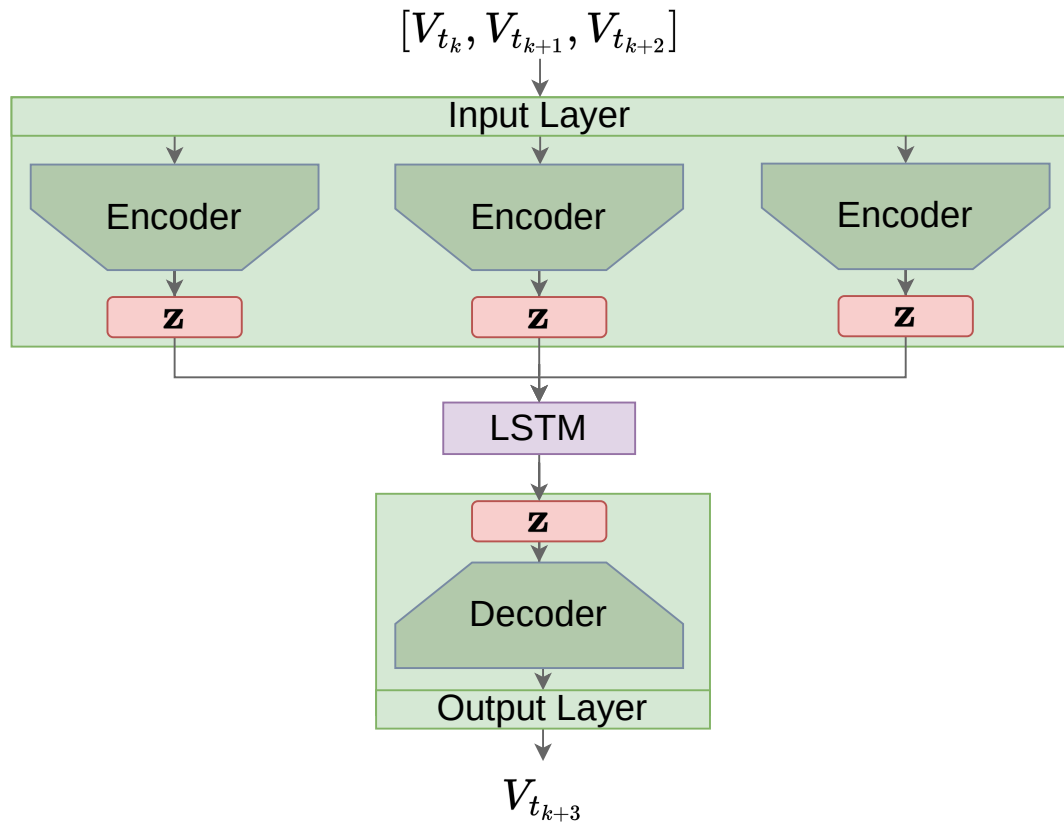 [V_{t_k}, V_{t_{k+1}}, V_{t_{k+2}}]
Input Layer
Encoder
Encoder
Encoder
z
z
z
LSTM
z
Decoder
Output Layer
V_{t_{k+3}}